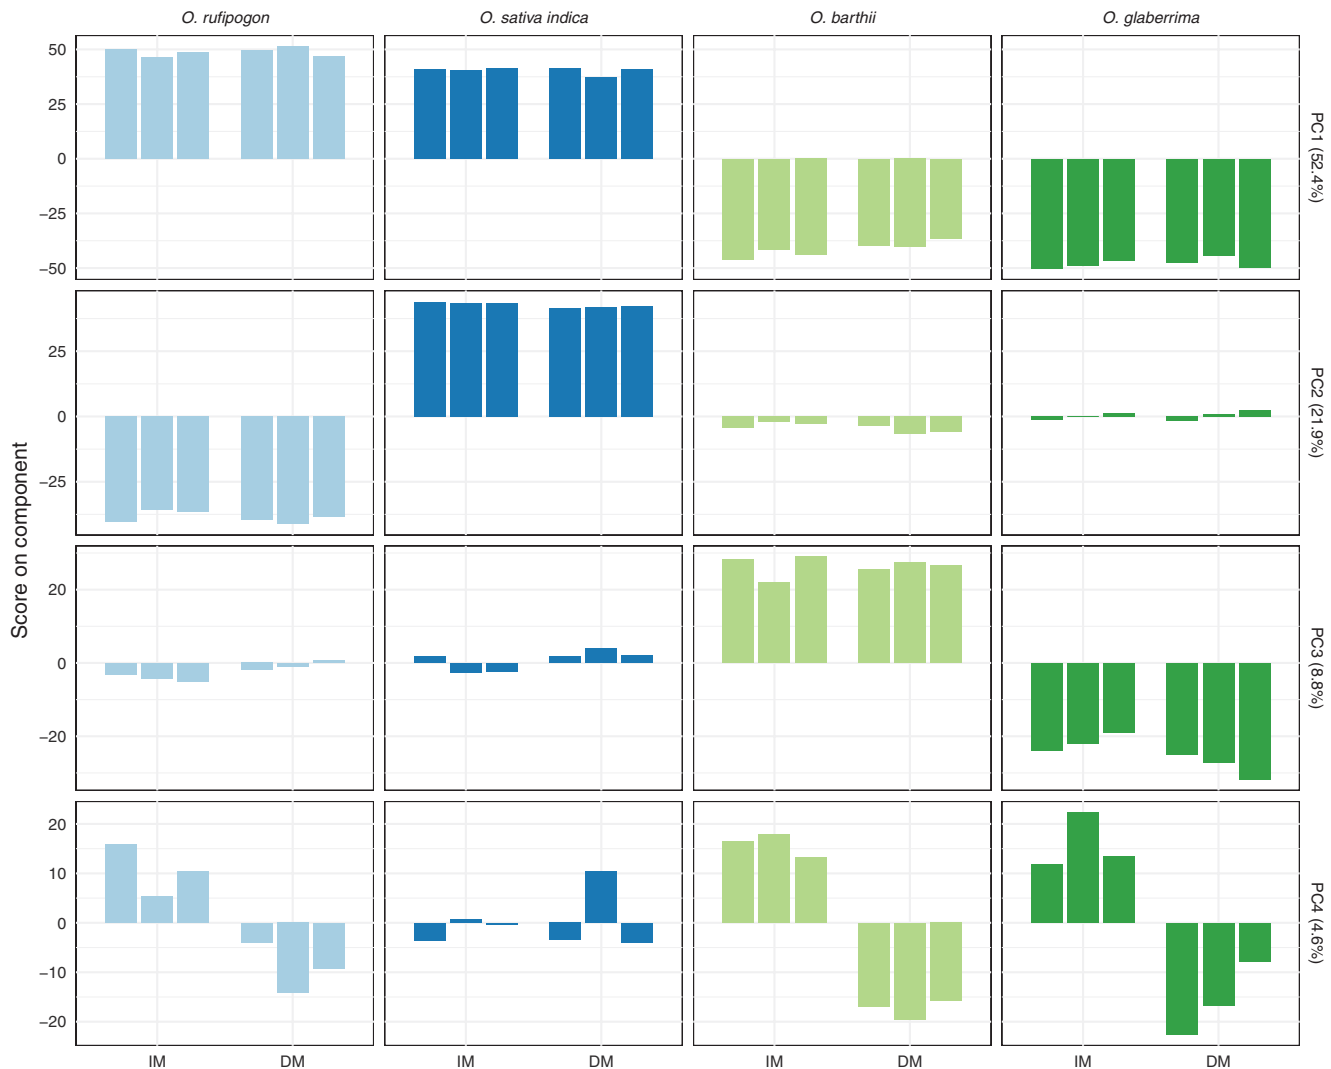 O. rufipogon O. sativa indica O. barthii O. glaberrima
50
25
0
−25
−50
PC1 (52.4%)
25
0
−25
PC2 (21.9%)
Score on component
20
0
−20
PC3 (8.8%)
20
10
0
−10
−20
PC4 (4.6%)
IM DM IM DM IM DM IM DM